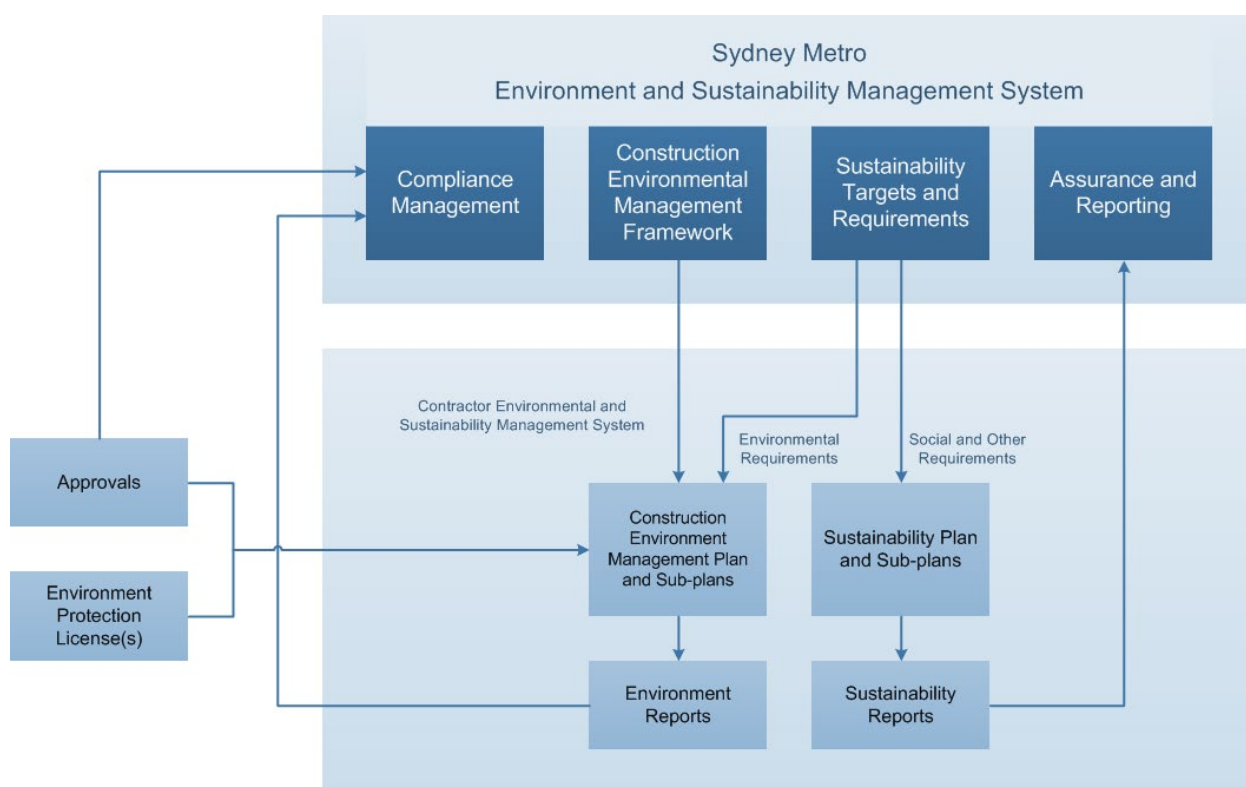 Sydney Metro
Environment and Sustainability Management System
Compliance
Management
Construction
Environmental
Management
Framework
Sustainability
Targets and
Requirements
Assurance and
Reporting
Contractor Environmental and
Sustainability Management System
Environmental
Requirements
Social and Other
Requirements
Approvals
Environment
Protection
License(s)
Construction
Environment
Management Plan
and Sub-plans
Sustainability Plan
and Sub-plans
Environment
Reports
Sustainability
Reports